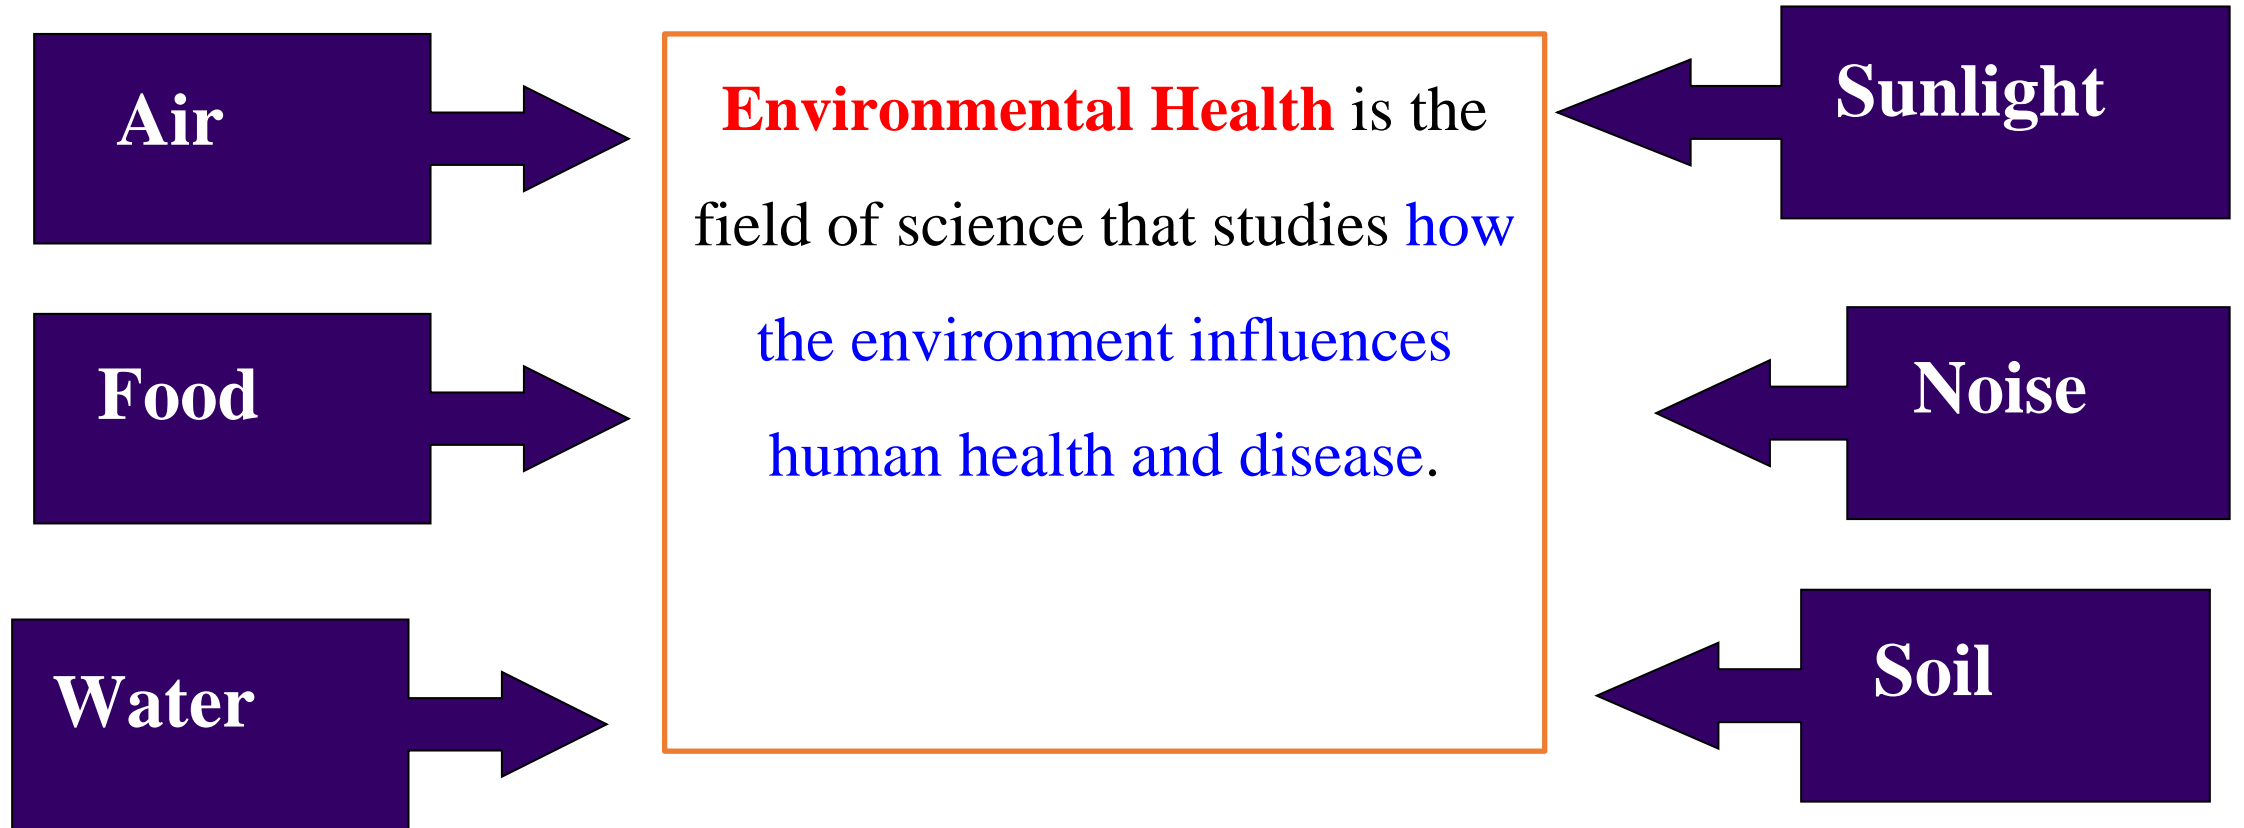 Air
Food
Water
Environmental Health is the
field of science that studies how
the environment influences
human health and disease.
Sunlight
Noise
Soil